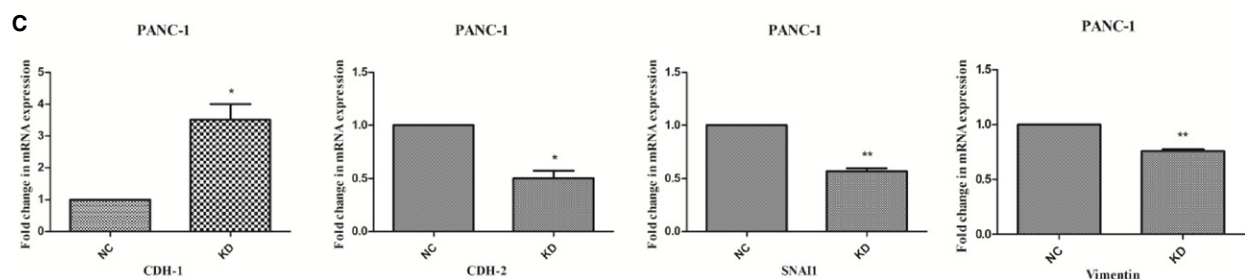 C
PANC-1
Fold change in mRNA expression
5
4
3
2
1
0
*
NC
KD
CDH-1
PANC-1
Fold change in mRNA expression
1.5
1.0
0.5
0.0
*
NC
KD
CDH-2
PANC-1
Fold change in mRNA expression
1.5
1.0
0.5
0.0
**
NC
KD
SNAI1
PANC-1
Fold change in mRNA expression
1.5
1.0
0.5
0.0
**
NC
KD
Vimentin